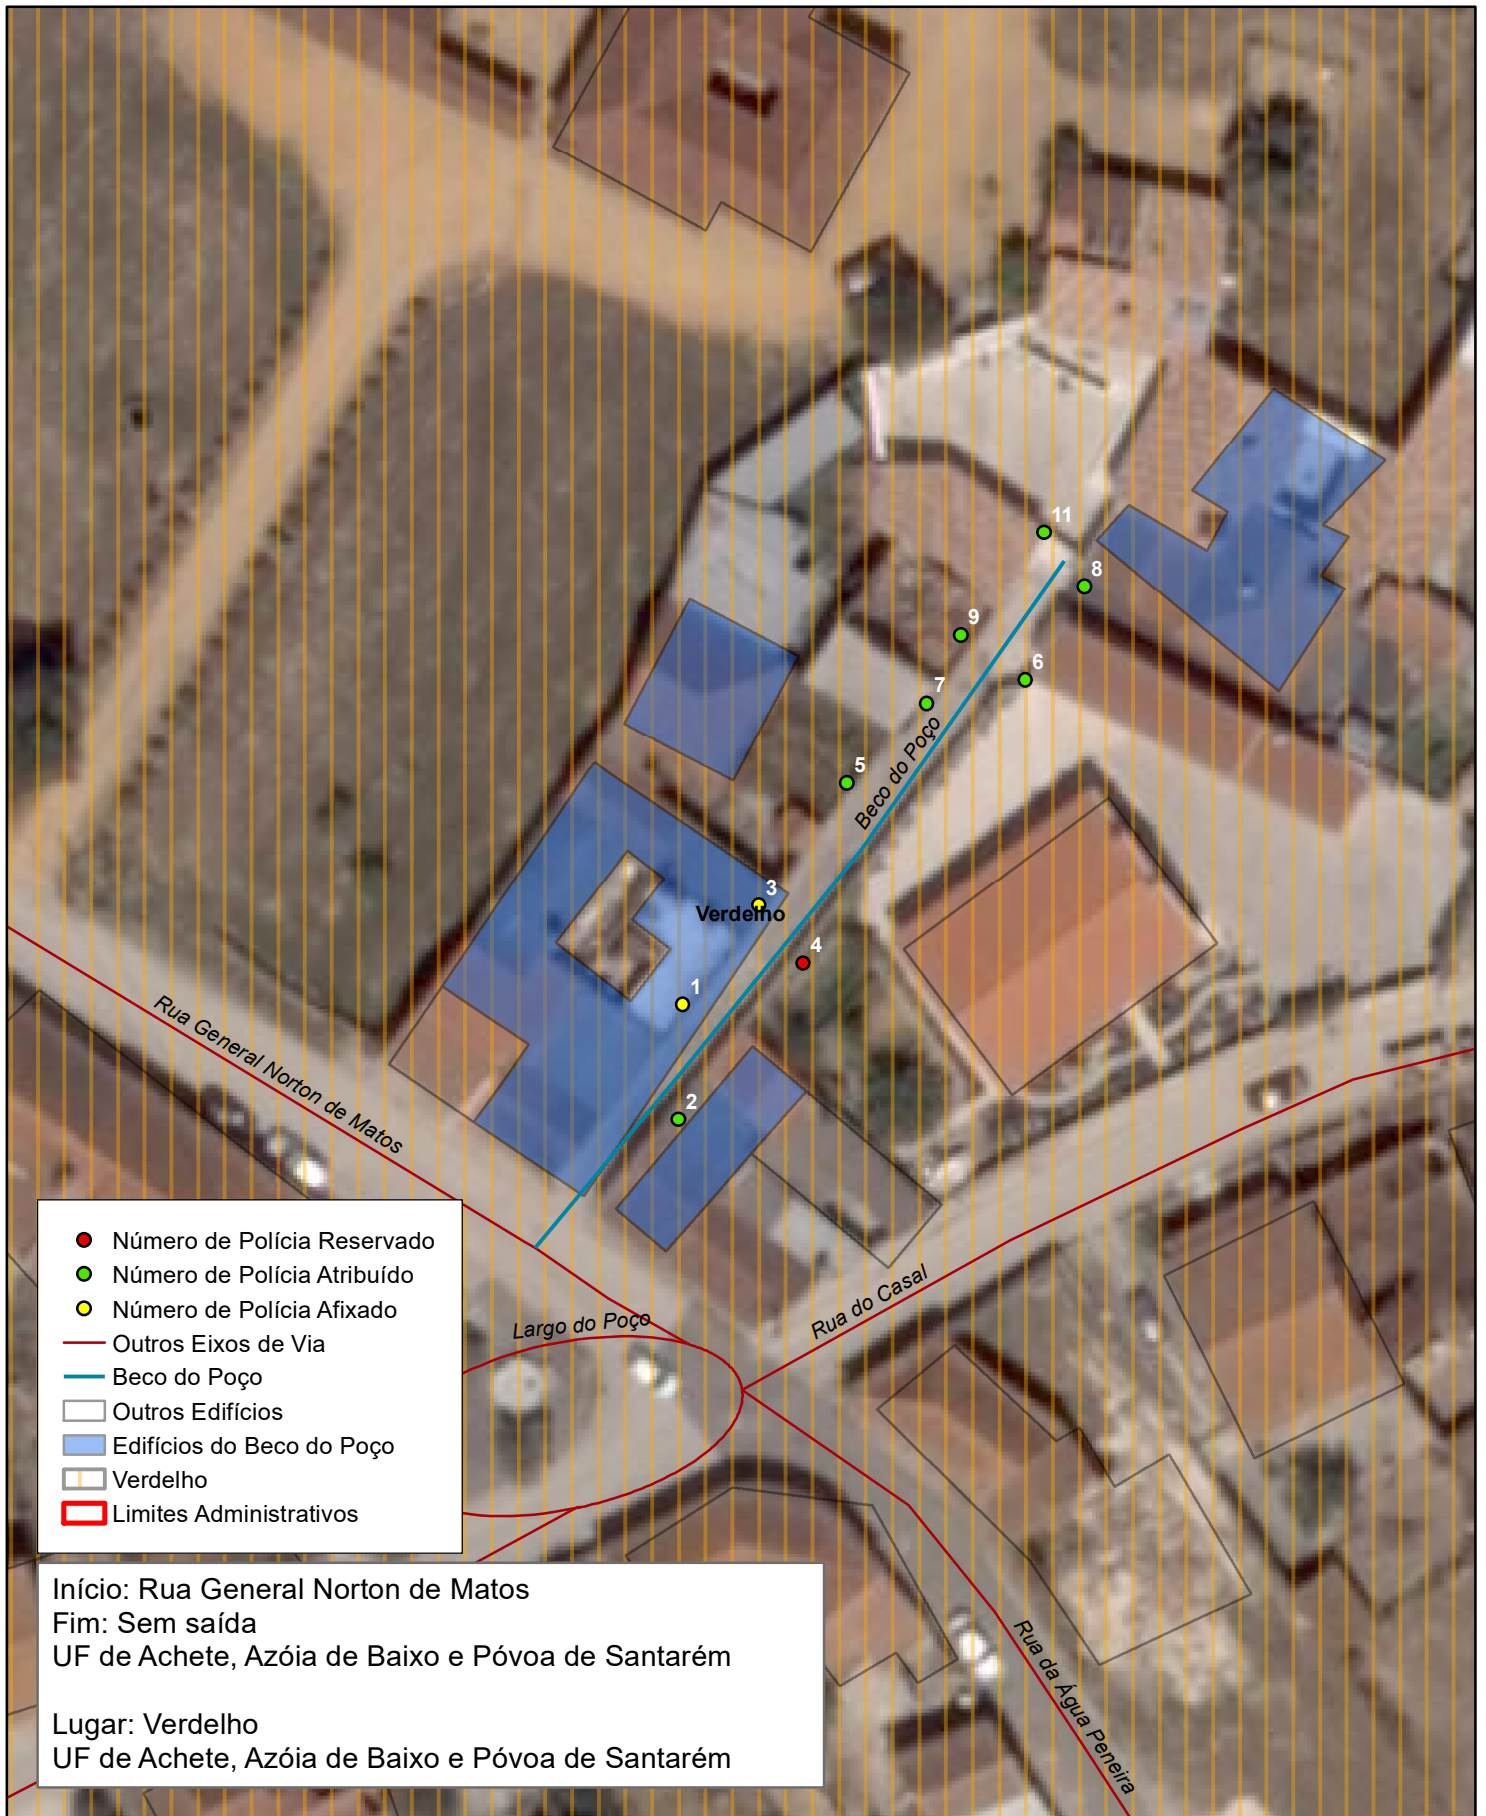 11
8
9
6
7
Beco do Poço
5
3
Verdelho
4
1
Rua General Norton de Matos
2
Rua do Casal
Largo do Poço
Número de Polícia Reservado
Número de Polícia Atribuído
Número de Polícia Afixado
Outros Eixos de Via
Beco do Poço
Outros Edifícios
Edifícios do Beco do Poço
Verdelho
Limites Administrativos
Início: Rua General Norton de Matos
Fim: Sem saída
UF de Achete, Azóia de Baixo e Póvoa de Santarém
Lugar: Verdelho
UF de Achete, Azóia de Baixo e Póvoa de Santarém
Rua da Água Peneira